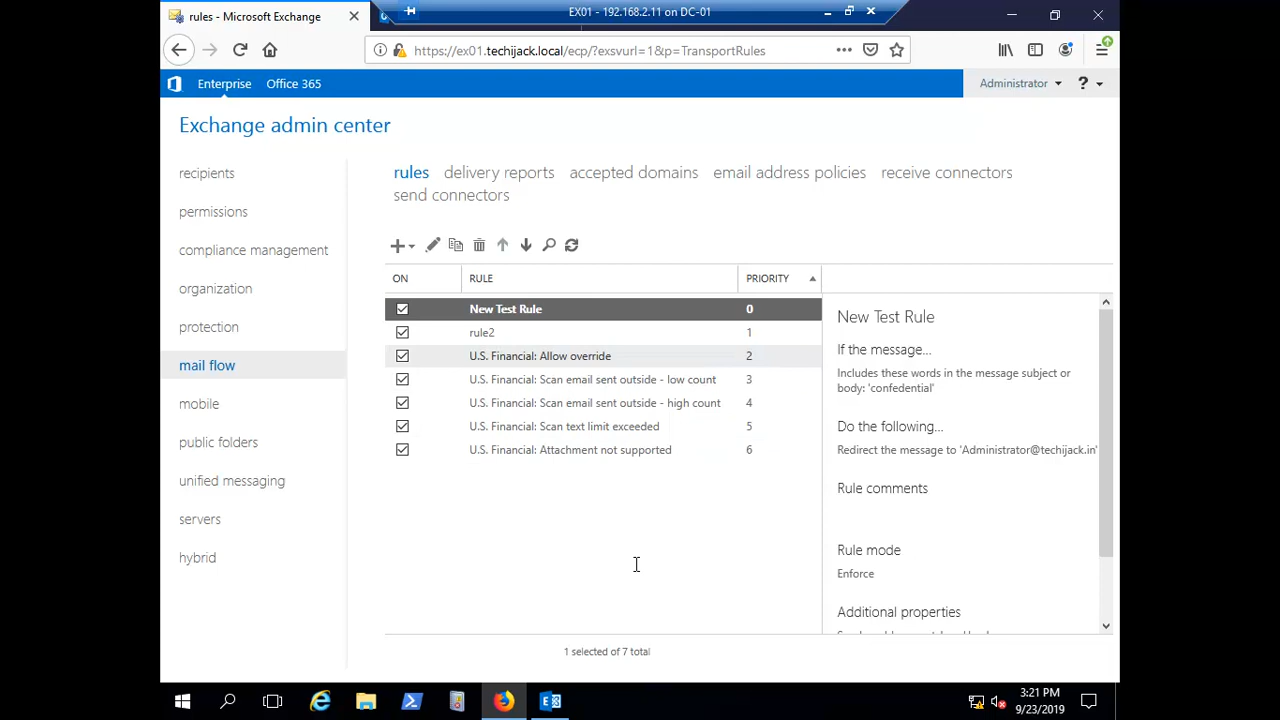 rules - Microsoft Exchange
EX01 - 192.168.2.11 on DC-01
https://ex01.techijack.local/ecp/?exsvurl=1&p=TransportRules
Enterprise Office 365
Administrator ?
Exchange admin center
recipients
permissions
compliance management
organization
protection
mail flow
mobile
public folders
unified messaging
servers
hybrid
rules delivery reports accepted domains email address policies receive connectors
send connectors
ON RULE PRIORITY
New Test Rule 0
rule2 1
U.S. Financial: Allow override 2
U.S. Financial: Scan email sent outside - low count 3
U.S. Financial: Scan email sent outside - high count 4
U.S. Financial: Scan text limit exceeded 5
U.S. Financial: Attachment not supported 6
New Test Rule
If the message...
Includes these words in the message subject or
body: 'confedential'
Do the following...
Redirect the message to 'Administrator@techijack.in'
Rule comments
Rule mode
Enforce
Additional properties
1 selected of 7 total
3:21 PM
9/23/2019